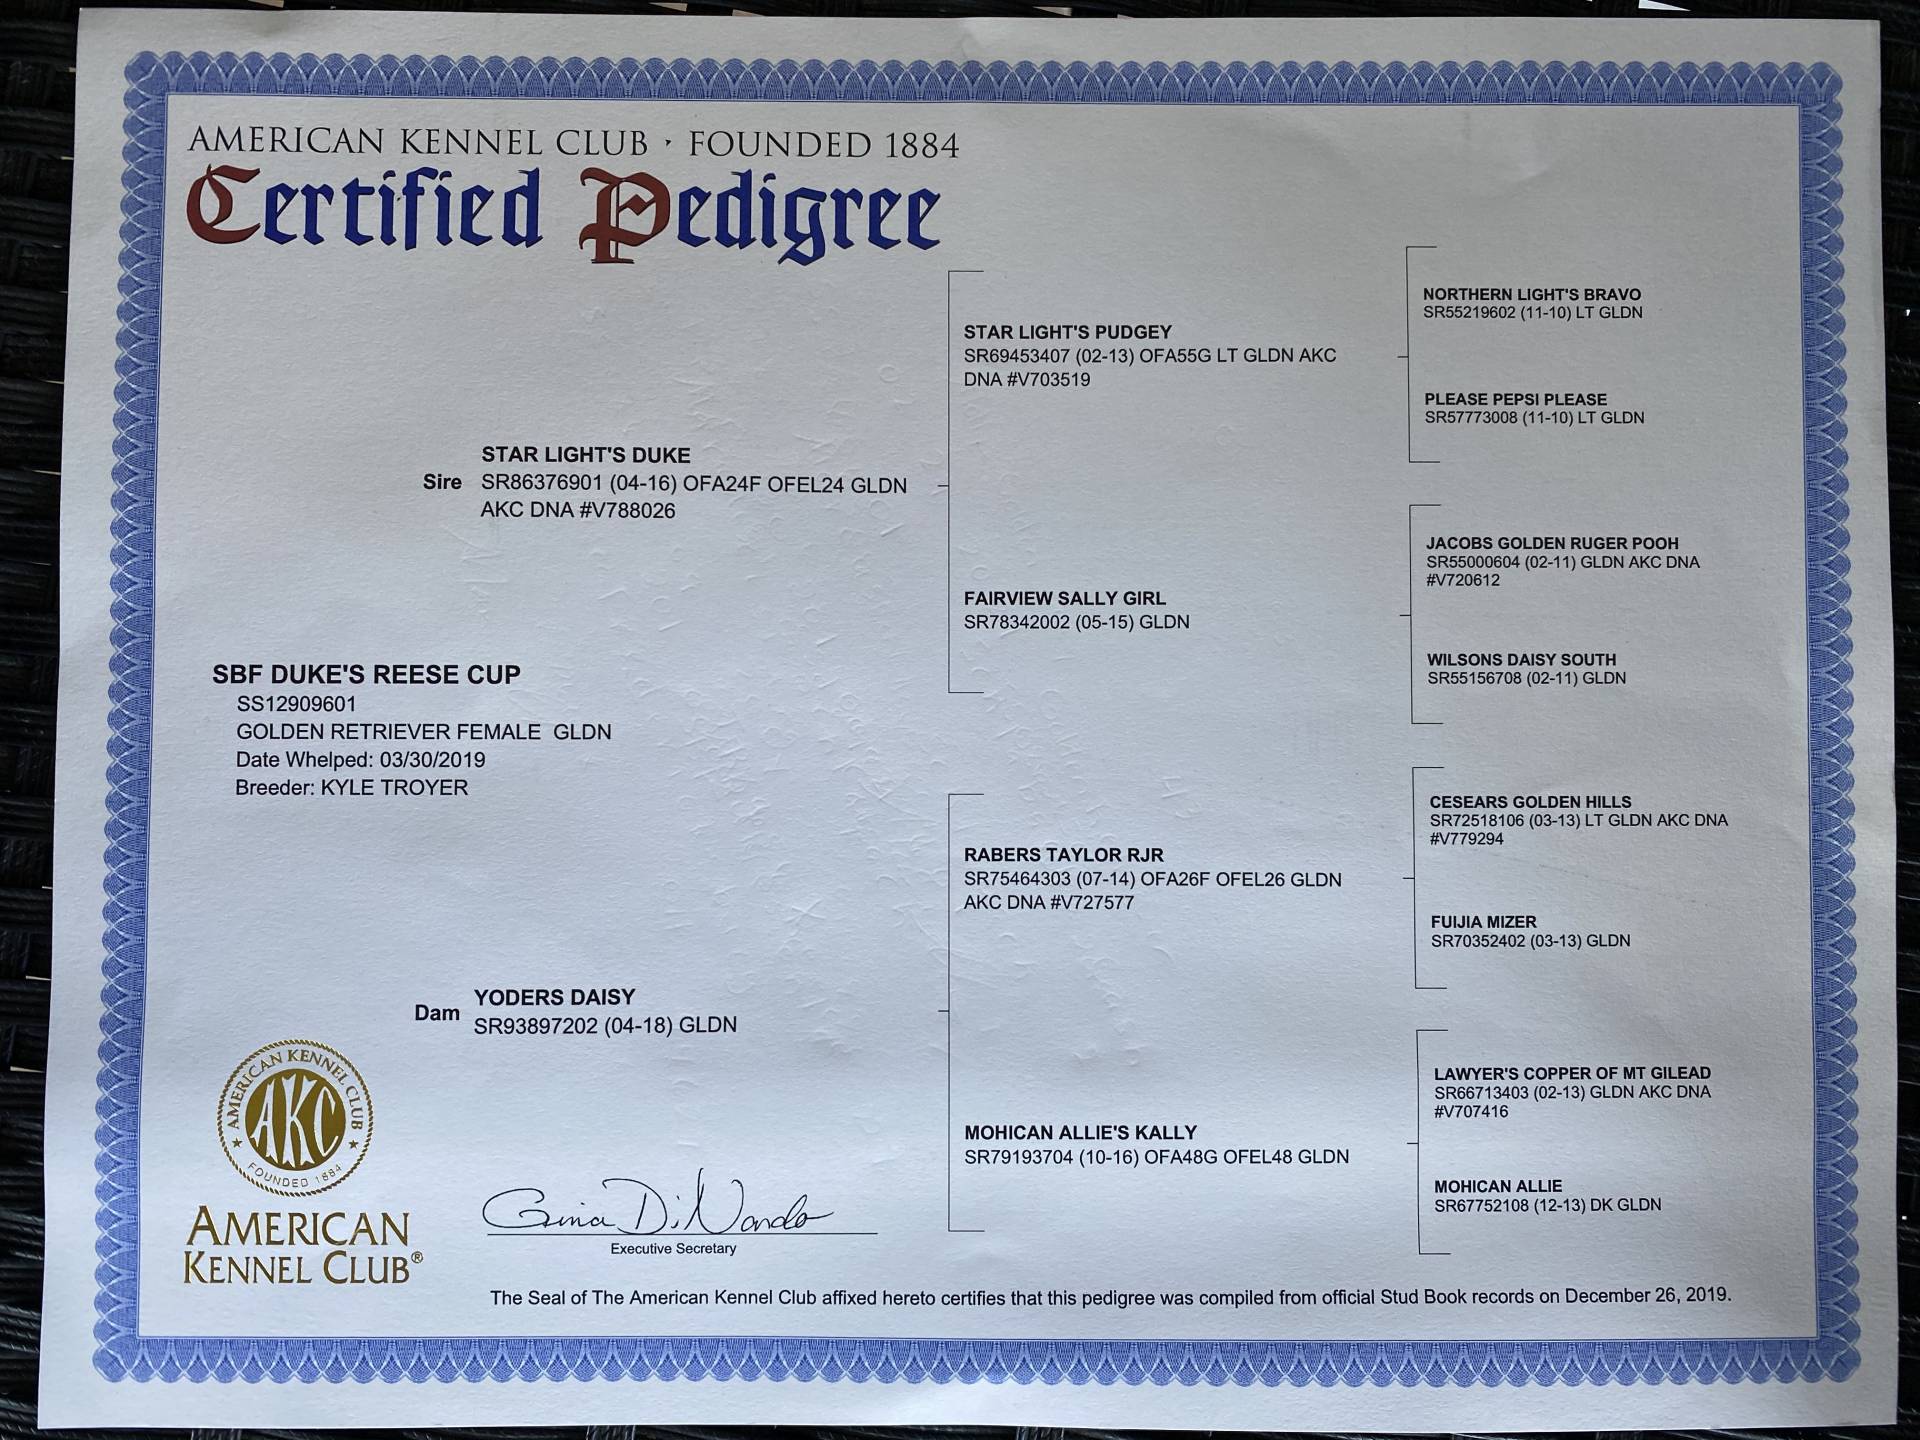 AMERICAN KENNEL CLUB · FOUNDED 1884
Certified Pedigree
NORTHERN LIGHT'S BRAVO
SR55219602 (11-10) LT GLDN
STAR LIGHT'S PUDGEY
SR69453407 (02-13) OFA55G LT GLDN AKC
DNA #V703519
PLEASE PEPSI PLEASE
SR57773008 (11-10) LT GLDN
STAR LIGHT'S DUKE
Sire SR86376901 (04-16) OFA24F OFEL24 GLDN
AKC DNA #V788026
JACOBS GOLDEN RUGER POOH
SR55000604 (02-11) GLDN AKC DNA
#V720612
FAIRVIEW SALLY GIRL
SR78342002 (05-15) GLDN
WILSONS DAISY SOUTH
SR55156708 (02-11) GLDN
SBF DUKE'S REESE CUP
SS12909601
GOLDEN RETRIEVER FEMALE GLDN
Date Whelped: 03/30/2019
Breeder: KYLE TROYER
CESEARS GOLDEN HILLS
SR72518106 (03-13) LT GLDN AKC DNA
#V779294
RABERS TAYLOR RJR
SR75464303 (07-14) OFA26F OFEL26 GLDN
AKC DNA #V727577
FUIJIA MIZER
SR70352402 (03-13) GLDN
YODERS DAISY
Dam SR93897202 (04-18) GLDN
LAWYER'S COPPER OF MT GILEAD
SR66713403 (02-13) GLDN AKC DNA
#V707416
MOHICAN ALLIE'S KALLY
SR79193704 (10-16) OFA48G OFEL48 GLDN
MOHICAN ALLIE
SR67752108 (12-13) DK GLDN
AMERICAN KENNEL CLUB
AKC
FOUNDED 1884
AMERICAN
KENNEL CLUB®
Gina DiNardo
Executive Secretary
The Seal of The American Kennel Club affixed hereto certifies that this pedigree was compiled from official Stud Book records on December 26, 2019.